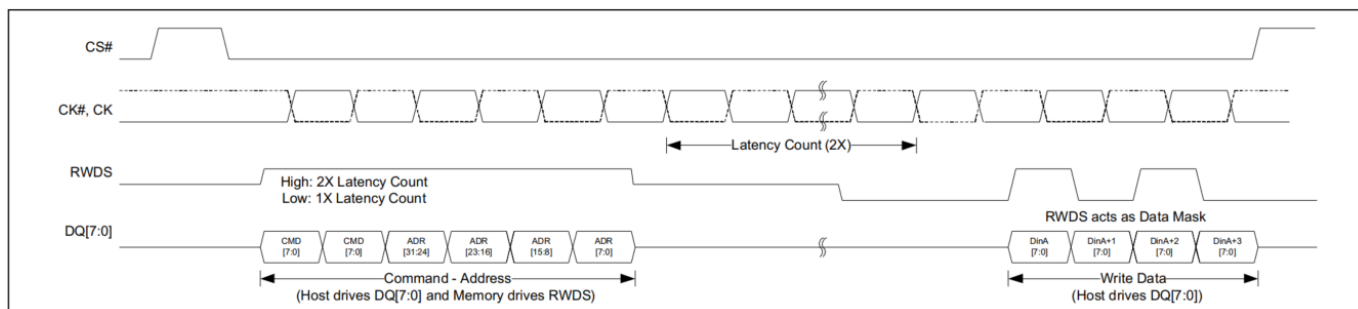 CS#
CK#, CK
Latency Count (2X)
RWDS
High: 2X Latency Count
Low: 1X Latency Count
RWDS acts as Data Mask
DQ[7:0]
CMD [7:0]
CMD [7:0]
ADR [31:24]
ADR [23:16]
ADR [15:8]
ADR [7:0]
DinA [7:0]
DinA+1 [7:0]
DinA+2 [7:0]
DinA+3 [7:0]
Command - Address
(Host drives DQ[7:0] and Memory drives RWDS)
Write Data
(Host drives DQ[7:0])